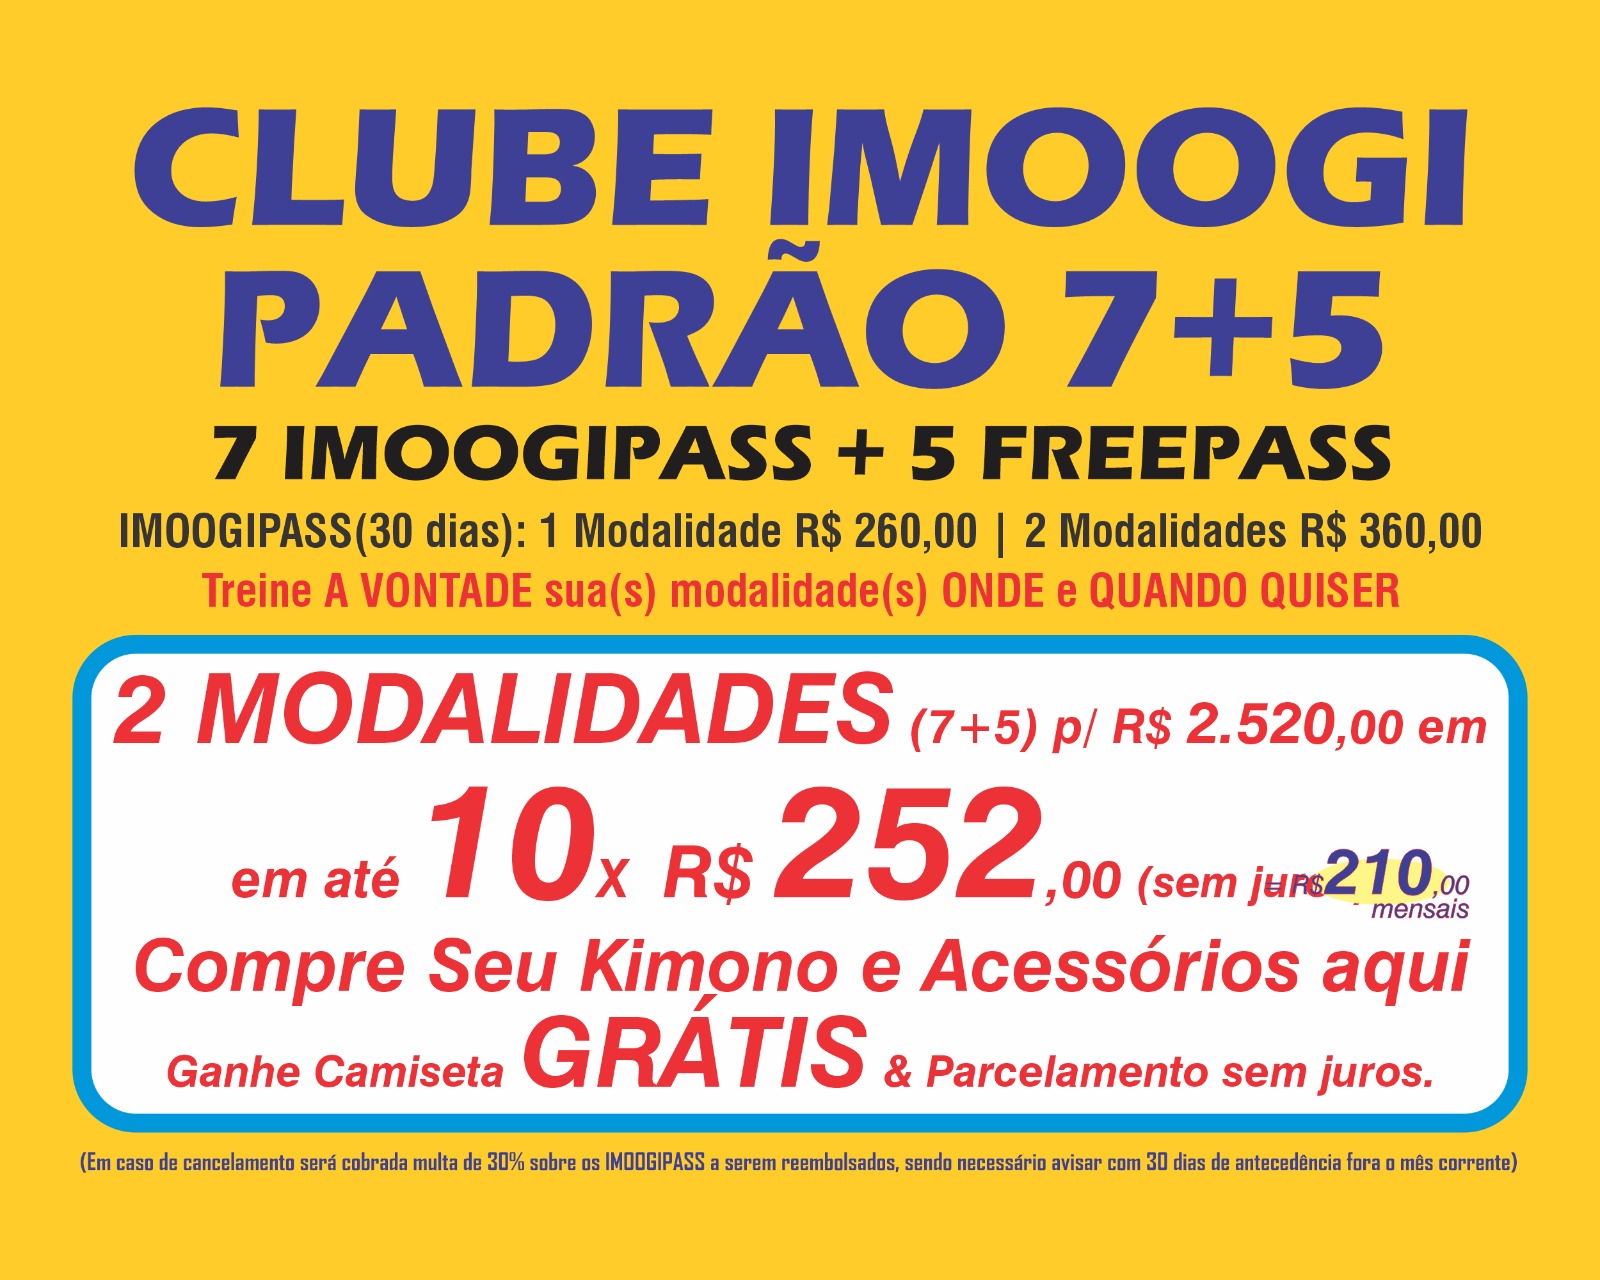 CLUBE IMOOGI
PADRÃO 7+5
7 IMOOGIPASS + 5 FREEPASS
IMOOGIPASS(30 dias): 1 Modalidade R$ 260,00 | 2 Modalidades R$ 360,00
Treine A VONTADE sua(s) modalidade(s) ONDE e QUANDO QUISER
2 MODALIDADES (7+5) p/ R$ 2.520,00 em
em até 10x R$ 252,00 (sem = R$ 210,00
mensais
Compre Seu Kimono e Acessórios aqui
Ganhe Camiseta GRÁTIS & Parcelamento sem juros.
(Em caso de cancelamento será cobrada multa de 30% sobre os IMOOGIPASS a serem reembolsados, sendo necessário avisar com 30 dias de antecedência fora o mês corrente)